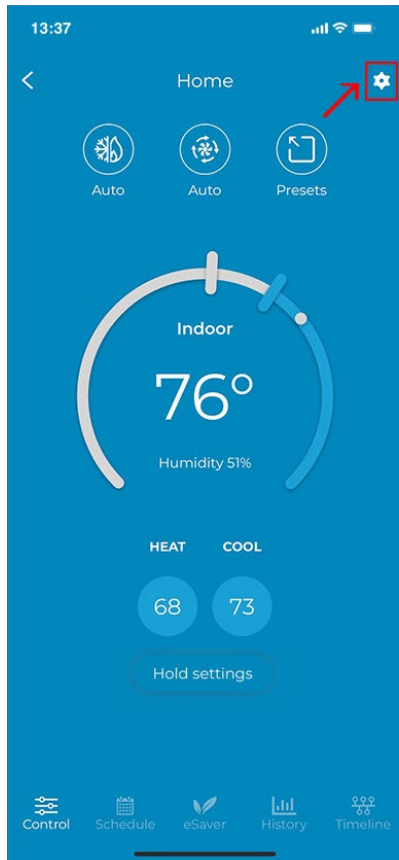 13:37
Home
Auto Auto Presets
Indoor
76°
Humidity 51%
HEAT COOL
68 73
Hold settings
Control Schedule eSaver History Timeline